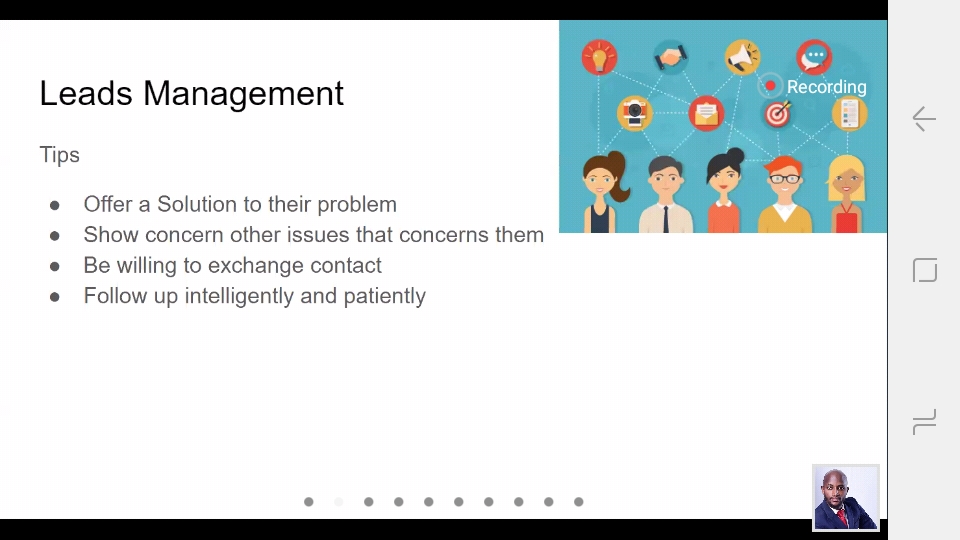 Leads Management
Recording
Tips
● Offer a Solution to their problem
● Show concern other issues that concerns them
● Be willing to exchange contact
● Follow up intelligently and patiently